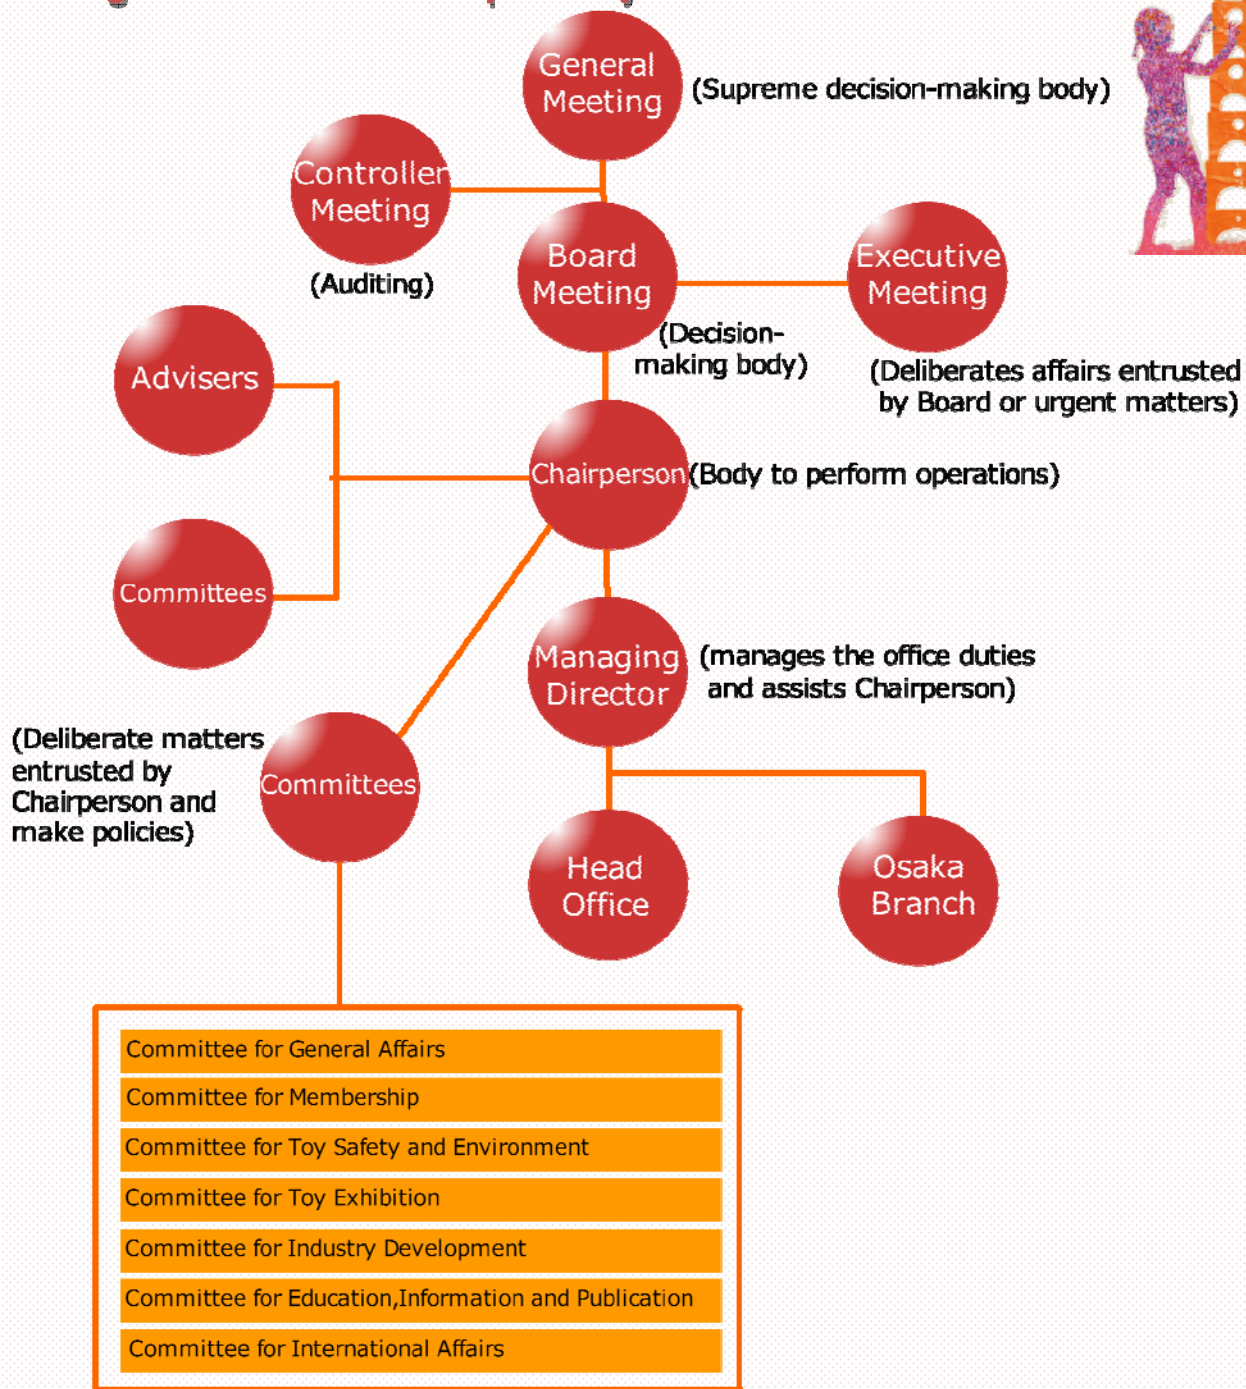 General
Meeting
(Supreme decision-making body)
Controller
Meeting
(Auditing)
Board
Meeting
(Decision-
making body)
Executive
Meeting
(Deliberates affairs entrusted
by Board or urgent matters)
Advisers
Chairperson
(Body to perform operations)
Committees
Managing
Director
(manages the office duties
and assists Chairperson)
(Deliberate matters
entrusted by
Chairperson and
make policies)
Committees
Head
Office
Osaka
Branch
Committee for General Affairs
Committee for Membership
Committee for Toy Safety and Environment
Committee for Toy Exhibition
Committee for Industry Development
Committee for Education,Information and Publication
Committee for International Affairs